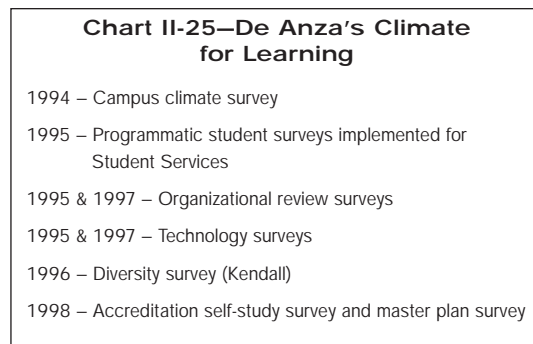 Chart II-25—De Anza's Climate
for Learning
1994 – Campus climate survey
1995 – Programmatic student surveys implemented for
Student Services
1995 & 1997 – Organizational review surveys
1995 & 1997 – Technology surveys
1996 – Diversity survey (Kendall)
1998 – Accreditation self-study survey and master plan survey